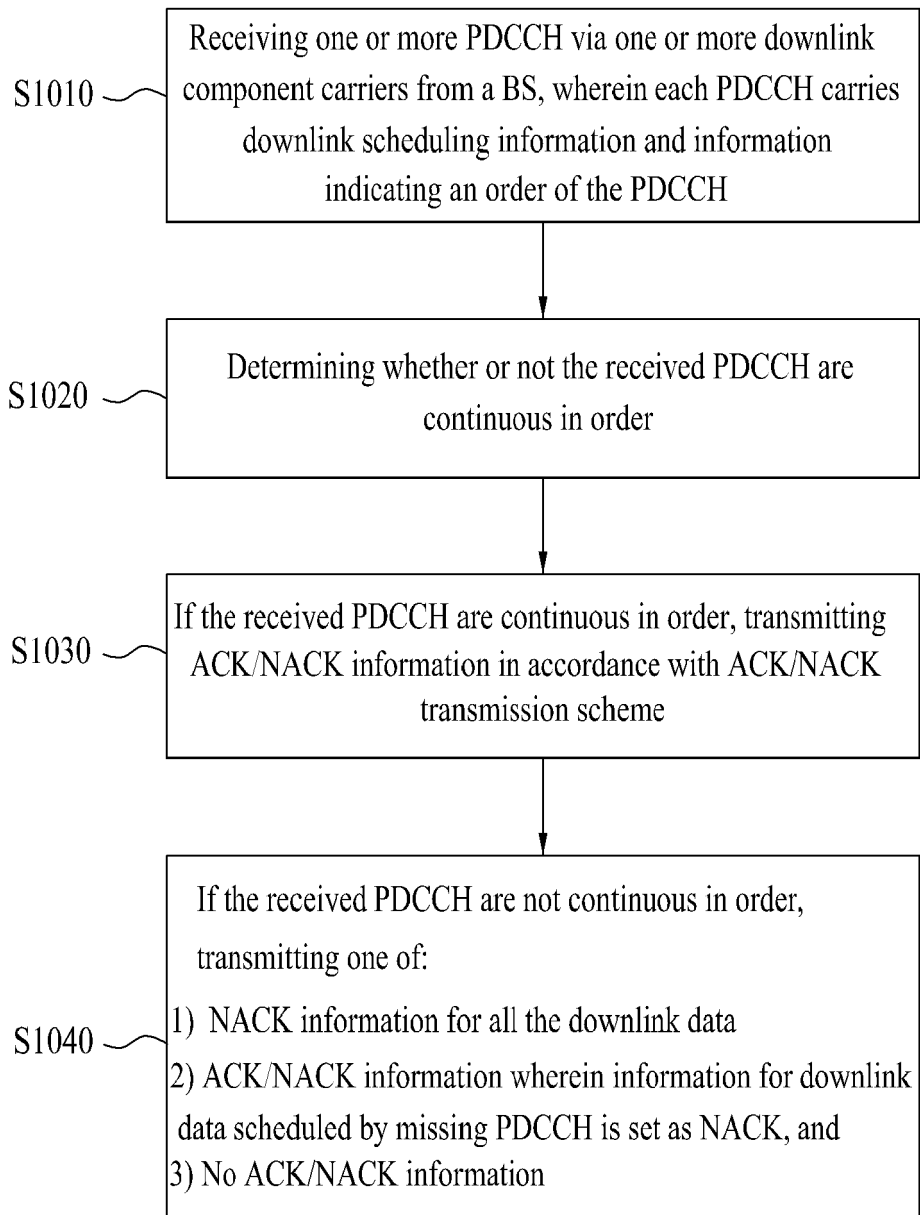 S1010
Receiving one or more PDCCH via one or more downlink
component carriers from a BS, wherein each PDCCH carries
downlink scheduling information and information
indicating an order of the PDCCH
S1020
Determining whether or not the received PDCCH are
continuous in order
S1030
If the received PDCCH are continuous in order, transmitting
ACK/NACK information in accordance with ACK/NACK
transmission scheme
S1040
If the received PDCCH are not continuous in order,
transmitting one of:
1) NACK information for all the downlink data
2) ACK/NACK information wherein information for downlink
data scheduled by missing PDCCH is set as NACK, and
3) No ACK/NACK information